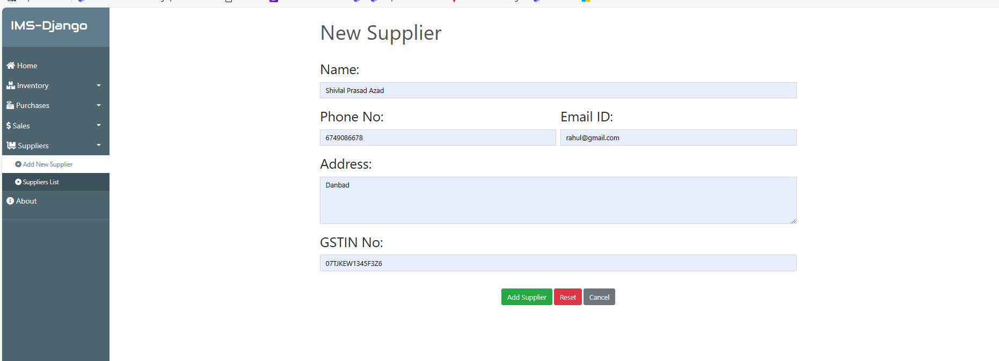 IMS-Django
Home
Inventory
Purchases
Sales
Suppliers
Add New Supplier
Suppliers List
About
New Supplier
Name:
Shivlal Prasad Azad
Phone No: Email ID:
6749086678 rahul@gmail.com
Address:
Danbad
GSTIN No:
07TJKEW1345F3Z6
Add Supplier Reset Cancel